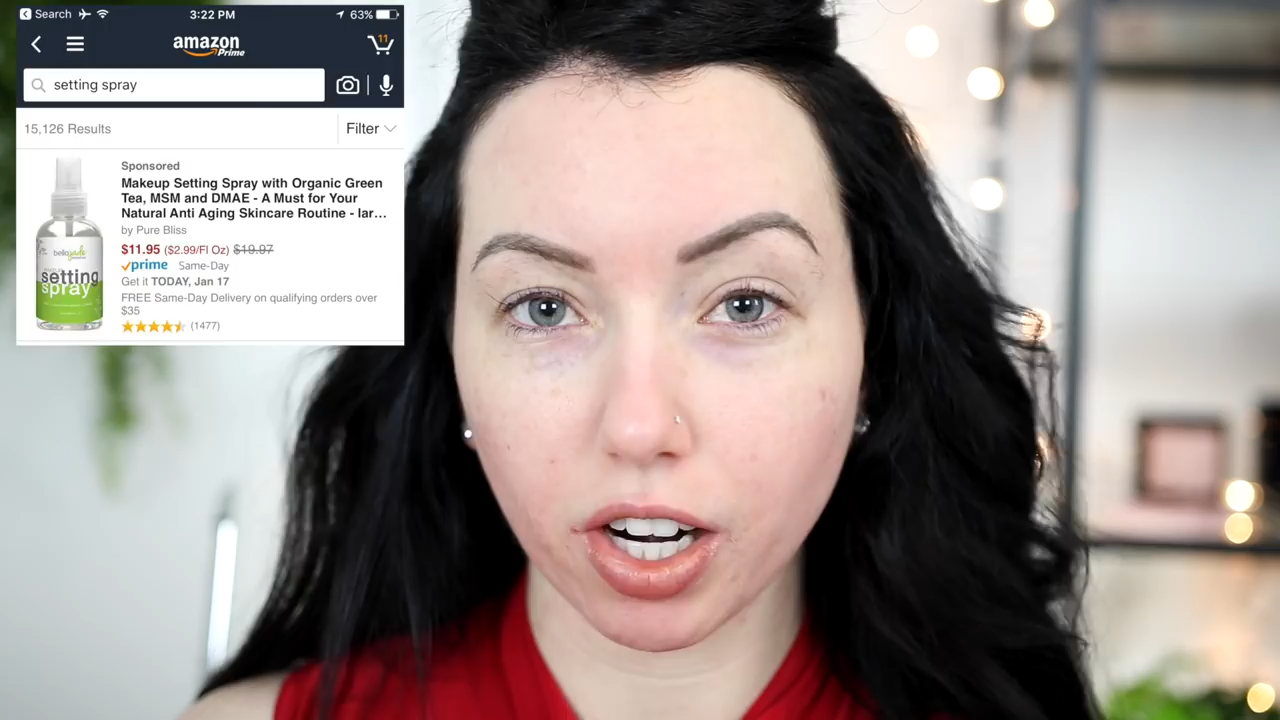 Search 3:22 PM 63%
amazon
Prime
11
setting spray
15,126 Results Filter
Sponsored
Makeup Setting Spray with Organic Green
Tea, MSM and DMAE - A Must for Your
Natural Anti Aging Skincare Routine - lar...
by Pure Bliss
$11.95 ($2.99/Fl Oz) $19.97
prime Same-Day
Get it TODAY, Jan 17
FREE Same-Day Delivery on qualifying orders over
$35
(1477)
bellajade
setting
spray